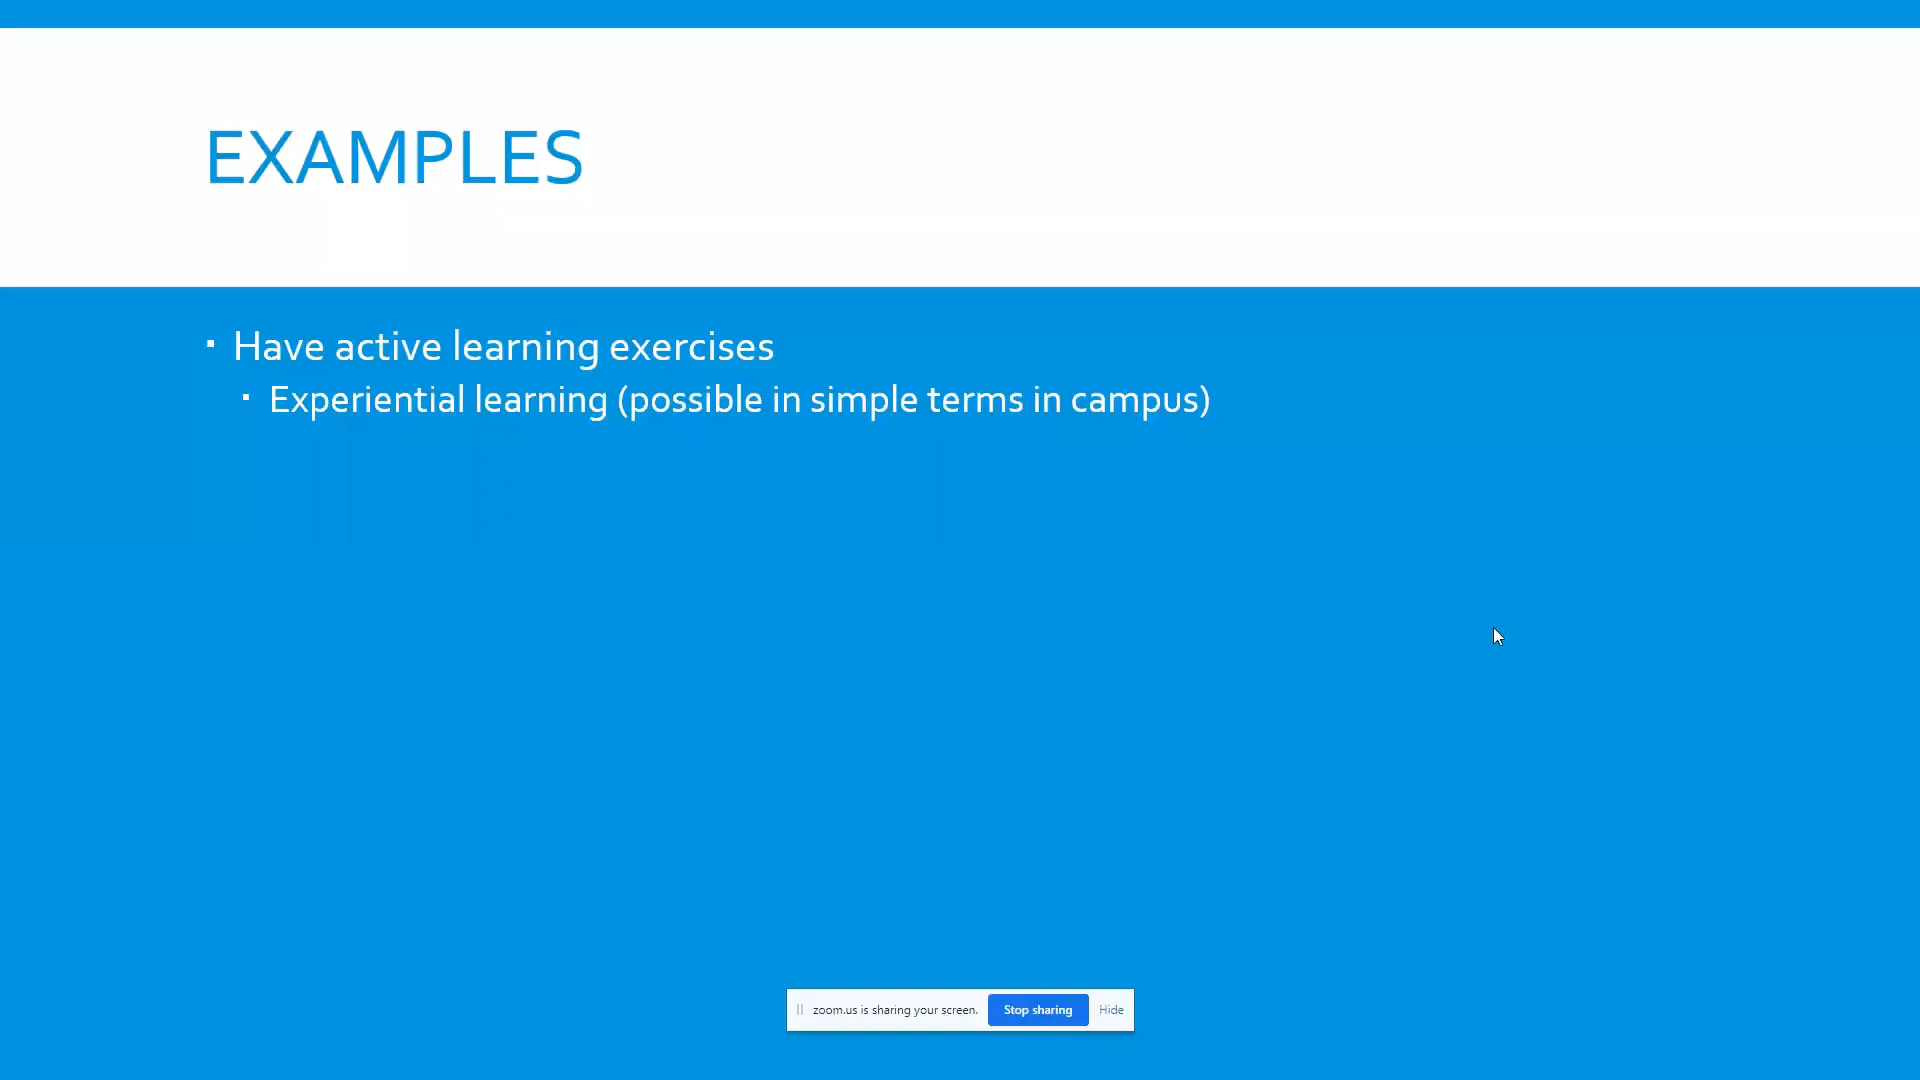 EXAMPLES
▪ Have active learning exercises
▪ Experiential learning (possible in simple terms in campus)
zoom.us is sharing your screen. Stop sharing Hide